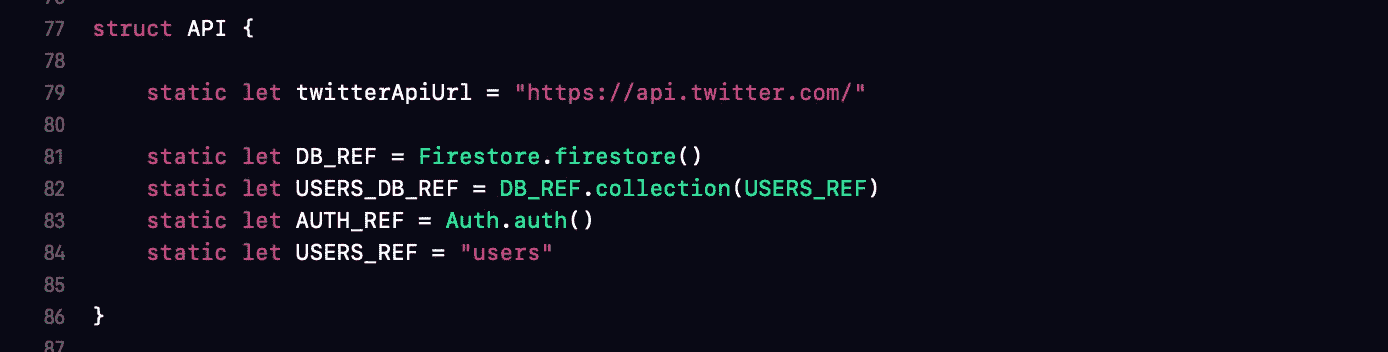 77 struct API {
78
79 static let twitterApiUrl = "https://api.twitter.com/"
80
81 static let DB_REF = Firestore.firestore()
82 static let USERS_DB_REF = DB_REF.collection(USERS_REF)
83 static let AUTH_REF = Auth.auth()
84 static let USERS_REF = "users"
85
86 }
87